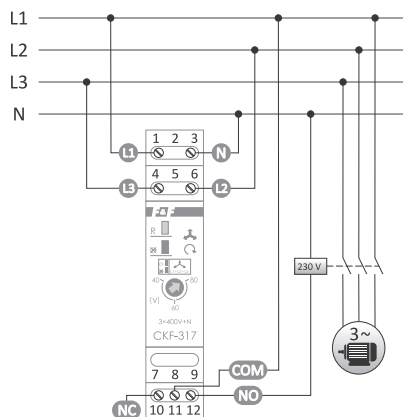 L1
L2
L3
N
1 2 3
L1 N
4 5 6
L3 L2
F&F
R
40 80
[V] 60
230 V
3~
3×400V+N
CKF-317
7 8 9
COM
NC NO
10 11 12